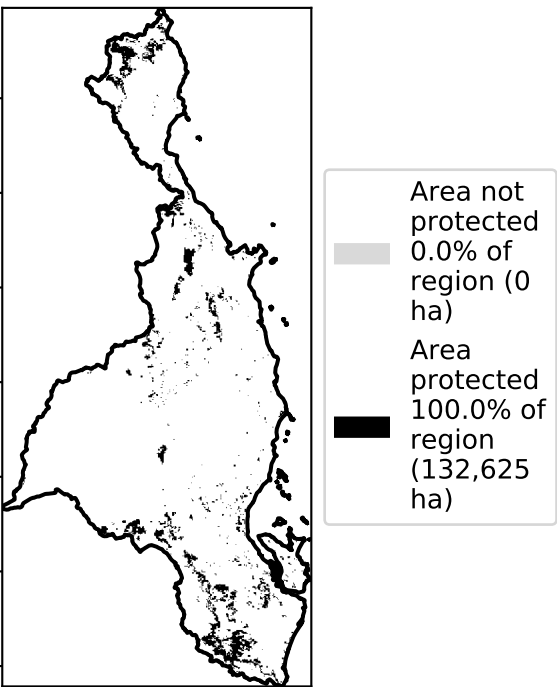 Area not
protected
0.0% of
region (0
ha)
Area
protected
100.0% of
region
(132,625
ha)